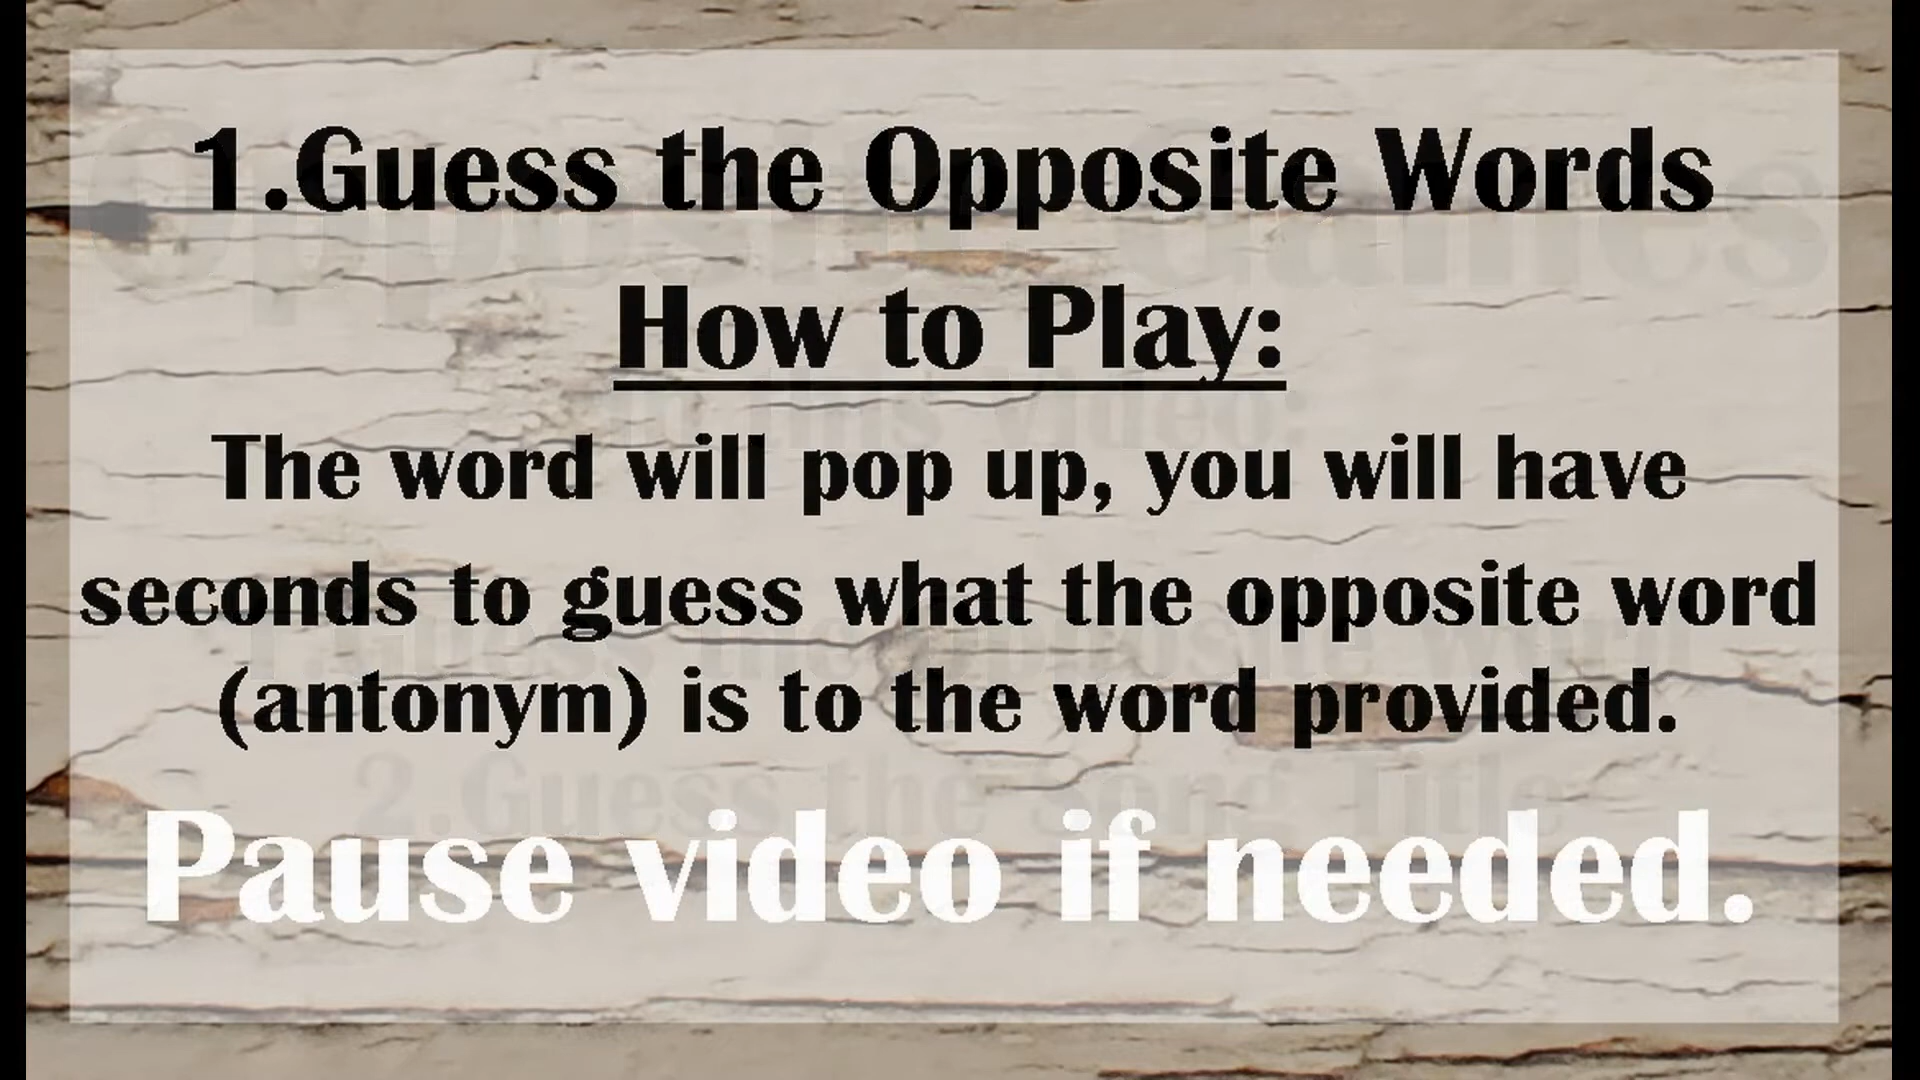 1.Guess the Opposite Words
How to Play:
The word will pop up, you will have
seconds to guess what the opposite word
(antonym) is to the word provided.
Pause video if needed.